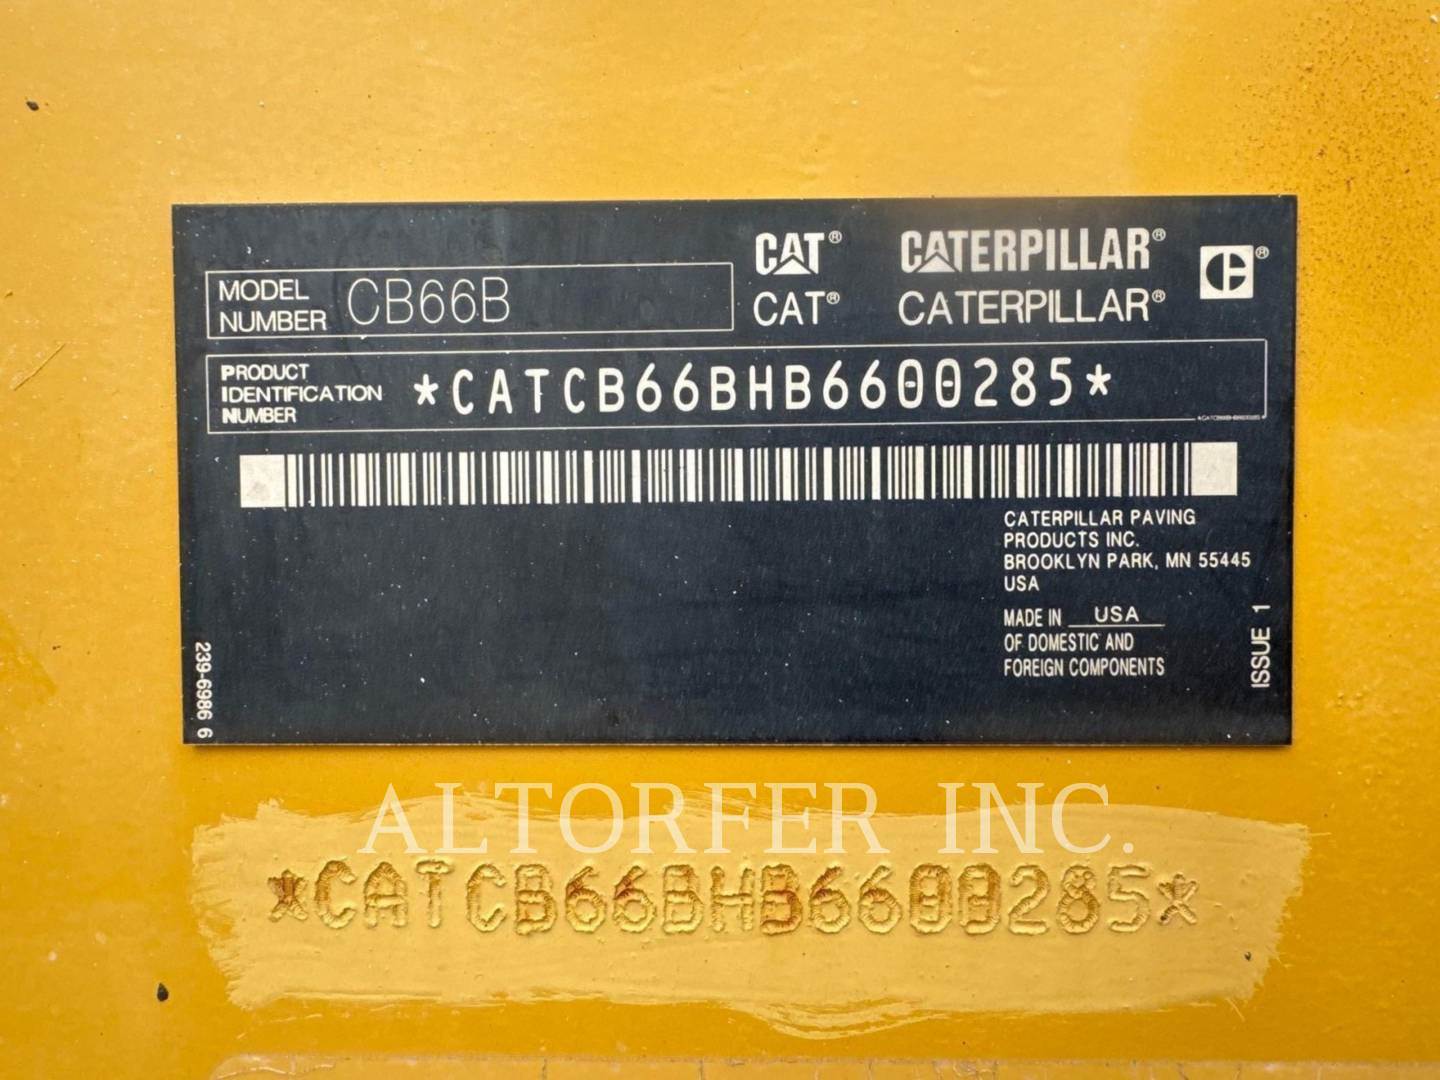 CAT® CATERPILLAR®
CAT® CATERPILLAR®
MODEL
NUMBER CB66B
PRODUCT
IDENTIFICATION
NUMBER *CATCB66BHB6600285*
*CATCB66BHB6600285*
CATERPILLAR PAVING
PRODUCTS INC.
BROOKLYN PARK, MN 55445
USA
MADE IN USA
OF DOMESTIC AND
FOREIGN COMPONENTS
ISSUE 1
239-6986 6
ALTORFER INC.
*CATCB66BHB6600285*